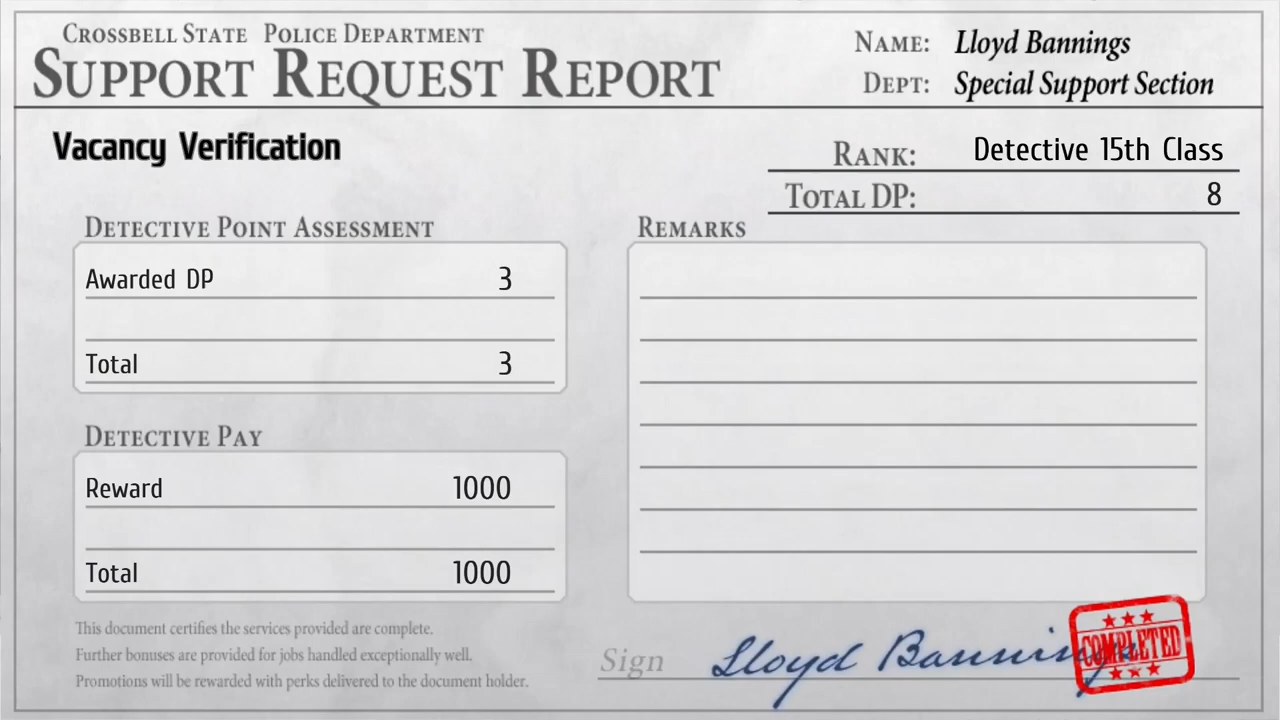 Crossbell State Police Department
Support Request Report
Name: Lloyd Bannings
Dept: Special Support Section
Vacancy Verification
Rank: Detective 15th Class
Total DP: 8
Detective Point Assessment
Awarded DP 3
Total 3
Detective Pay
Reward 1000
Total 1000
Remarks
This document certifies the services provided are complete.
Further bonuses are provided for jobs handled exceptionally well.
Promotions will be rewarded with perks delivered to the document holder.
Sign Lloyd Bannings
COMPLETED